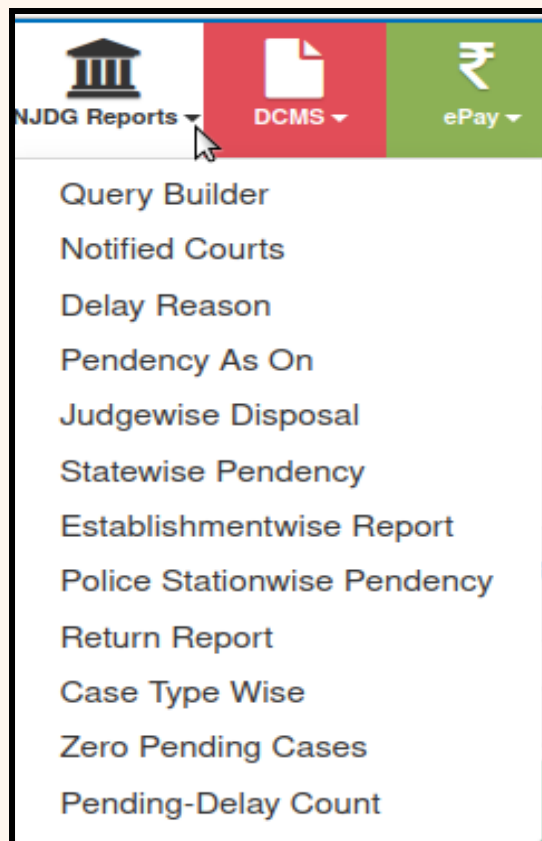 NJDG Reports DCMS ₹ ePay
Query Builder
Notified Courts
Delay Reason
Pendency As On
Judgewise Disposal
Statewise Pendency
Establishmentwise Report
Police Stationwise Pendency
Return Report
Case Type Wise
Zero Pending Cases
Pending-Delay Count